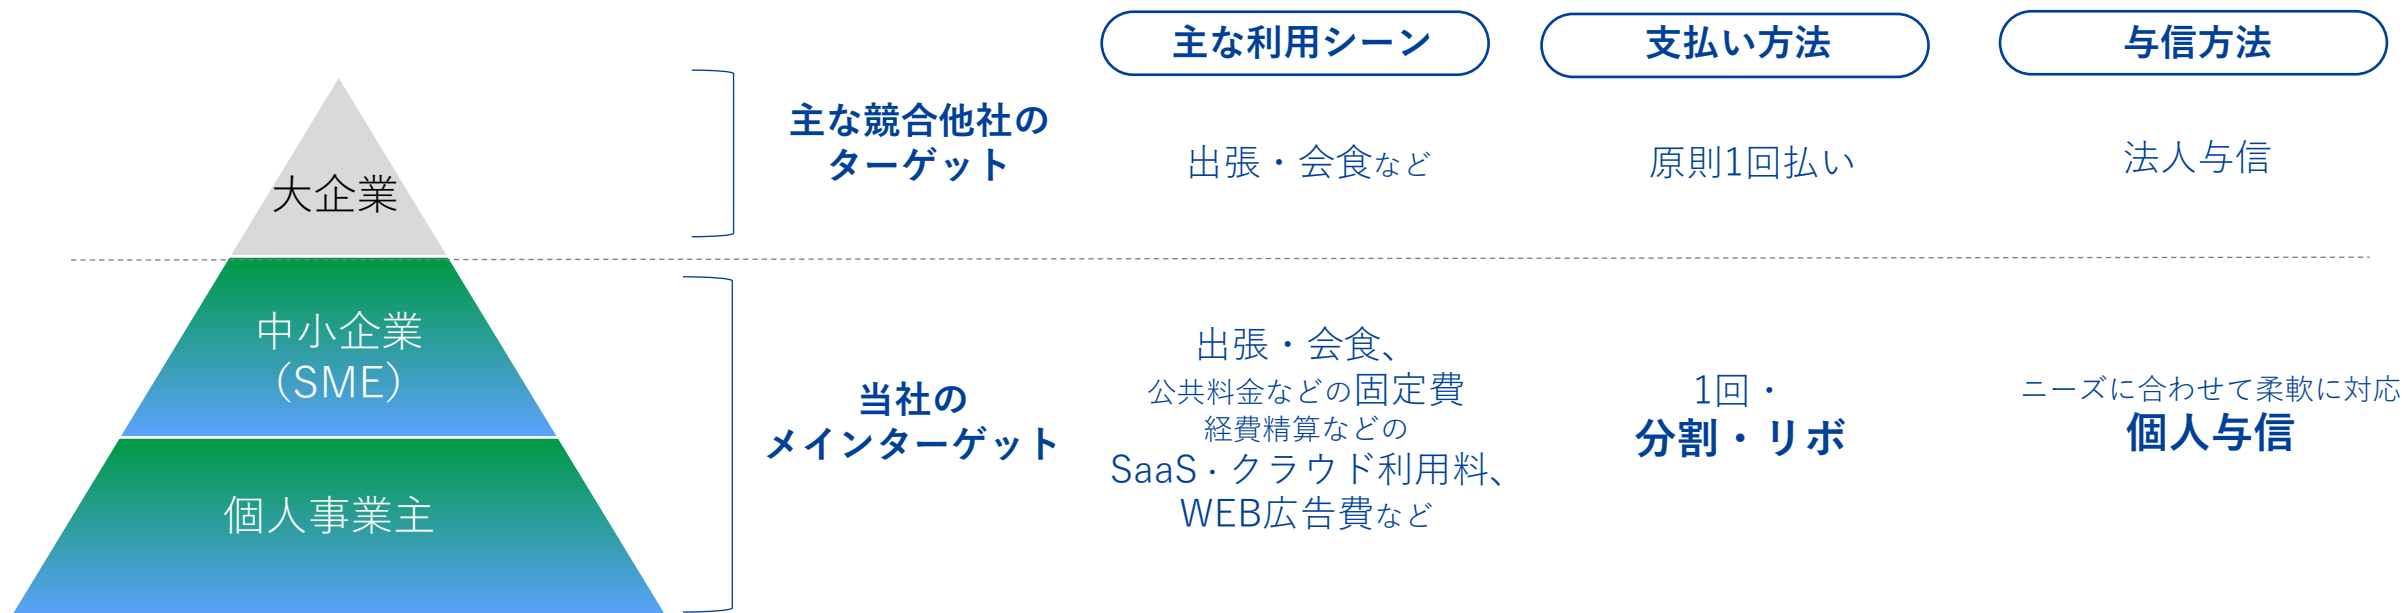 主な利用シーン
支払い方法
与信方法
大企業
主な競合他社の
ターゲット
出張・会食など
原則1回払い
法人与信
中小企業
（SME）
個人事業主
当社の
メインターゲット
出張・会食、
公共料金などの固定費
経費精算などの
SaaS・クラウド利用料、
WEB広告費など
1回・
分割・リボ
ニーズに合わせて柔軟に対応
個人与信